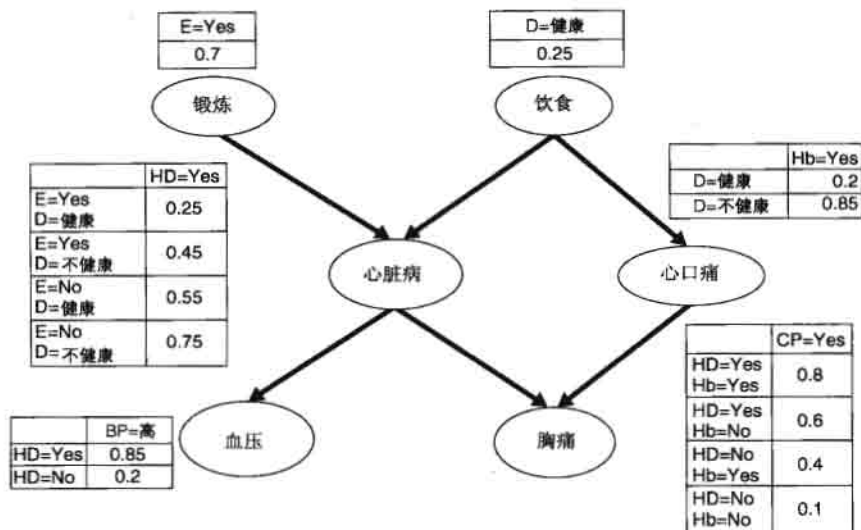 E=Yes
0.7
D=健康
0.25
锻炼
饮食
HD=Yes
E=Yes
D=健康
0.25
E=Yes
D=不健康
0.45
E=No
D=健康
0.55
E=No
D=不健康
0.75
Hb=Yes
D=健康 0.2
D=不健康 0.85
心脏病
心口痛
BP=高
HD=Yes 0.85
HD=No 0.2
血压
胸痛
CP=Yes
HD=Yes
Hb=Yes
0.8
HD=Yes
Hb=No
0.6
HD=No
Hb=Yes
0.4
HD=No
Hb=No
0.1